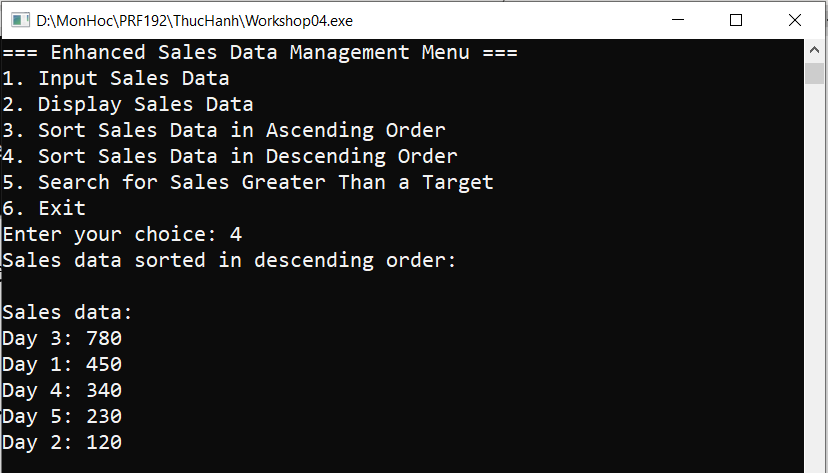 D:\MonHoc\PRF192\ThucHanh\Workshop04.exe
=== Enhanced Sales Data Management Menu ===
1. Input Sales Data
2. Display Sales Data
3. Sort Sales Data in Ascending Order
4. Sort Sales Data in Descending Order
5. Search for Sales Greater Than a Target
6. Exit
Enter your choice: 4
Sales data sorted in descending order:
Sales data:
Day 3: 780
Day 1: 450
Day 4: 340
Day 5: 230
Day 2: 120